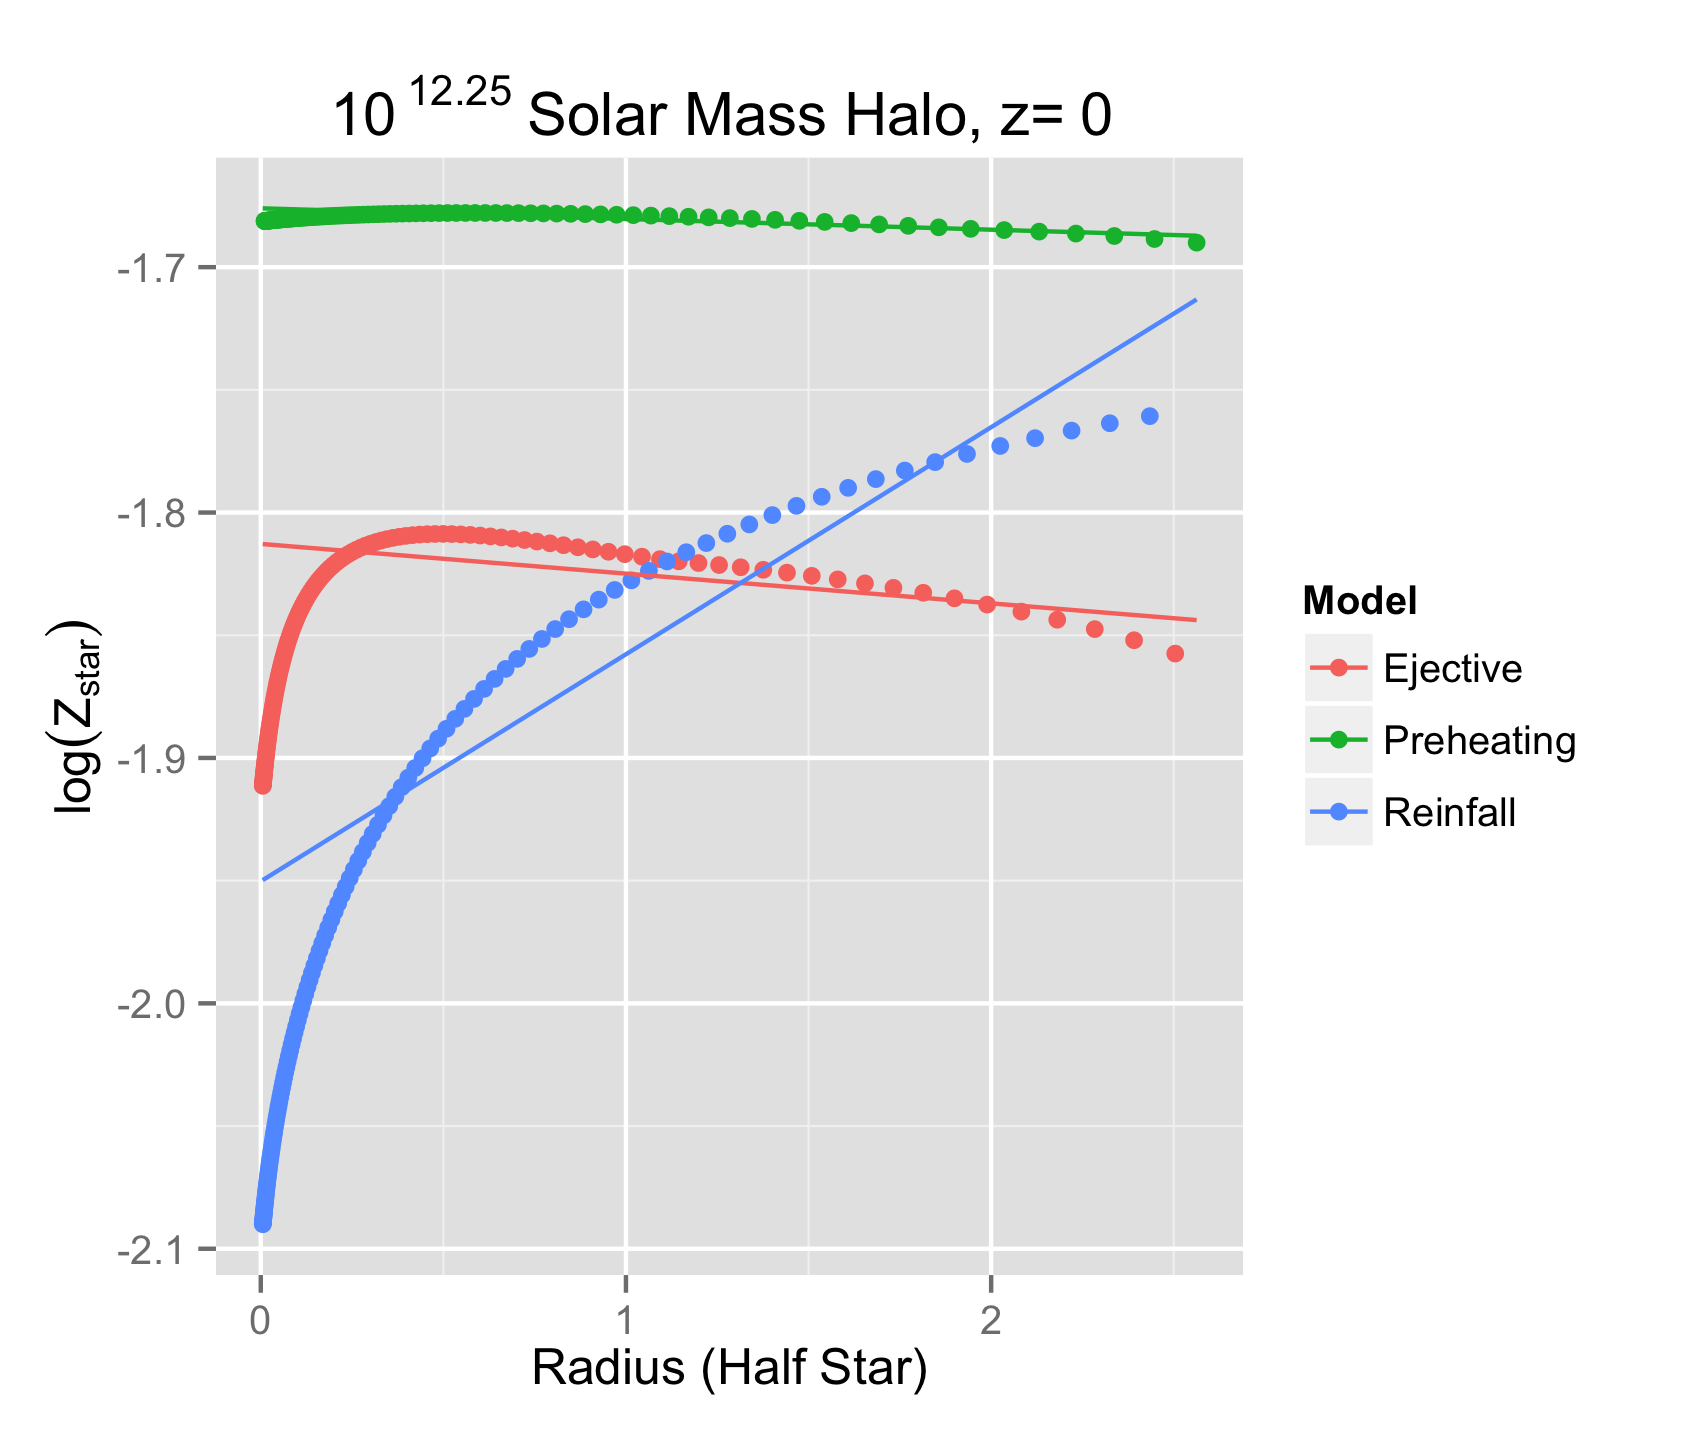 10 12.25 Solar Mass Halo, z= 0
log(Zstar)
-1.7
-1.8
-1.9
-2.0
-2.1
0 1 2
Radius (Half Star)
Model
Ejective
Preheating
Reinfall